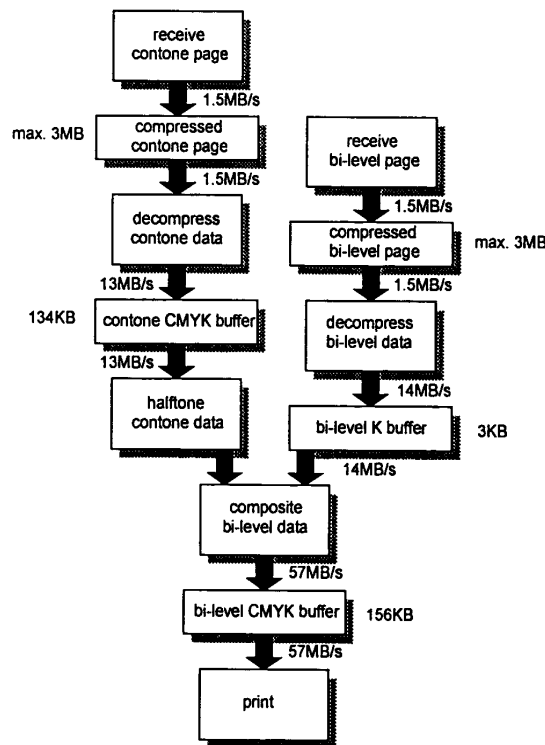 receive
contone page
1.5MB/s
max. 3MB
compressed
contone page
1.5MB/s
decompress
contone data
13MB/s
134KB
contone CMYK buffer
13MB/s
halftone
contone data
receive
bi-level page
1.5MB/s
compressed
bi-level page
max. 3MB
1.5MB/s
decompress
bi-level data
14MB/s
bi-level K buffer
3KB
14MB/s
composite
bi-level data
57MB/s
bi-level CMYK buffer
156KB
57MB/s
print